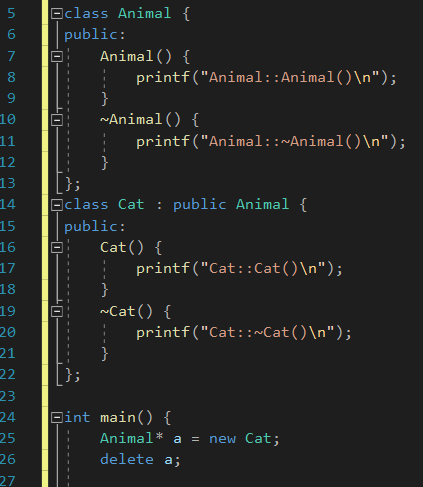 5 class Animal {
6 public:
7     Animal() {
8         printf("Animal::Animal()\n");
9     }
10     ~Animal() {
11         printf("Animal::~Animal()\n");
12     }
13 };
14 class Cat : public Animal {
15 public:
16     Cat() {
17         printf("Cat::Cat()\n");
18     }
19     ~Cat() {
20         printf("Cat::~Cat()\n");
21     }
22 };
23
24 int main() {
25     Animal* a = new Cat;
26     delete a;
27